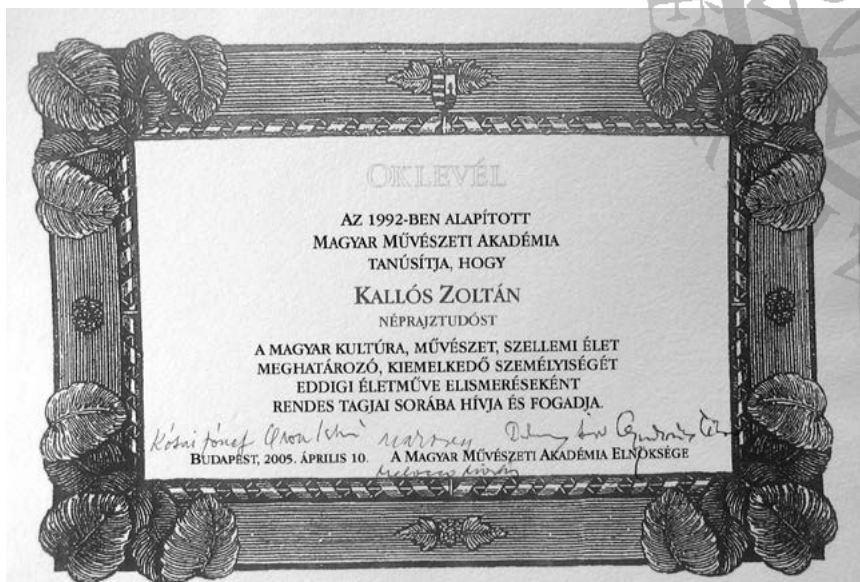 OKLEVÉL
AZ 1992-BEN ALAPÍTOTT
MAGYAR MŰVÉSZETI AKADÉMIA
TANÚSÍTJA, HOGY
KALLÓS ZOLTÁN
NÉPRAJZTUDÓST
A MAGYAR KULTÚRA, MŰVÉSZET, SZELLEMI ÉLET
MEGHATÁROZÓ, KIEMELKEDŐ SZEMÉLYISÉGÉT
EDDIGI ÉLETMŰVE ELISMERÉSEKÉNT
RENDES TAGJAI SORÁBA HÍVJA ÉS FOGADJA.
BUDAPEST, 2005. ÁPRILIS 10. A MAGYAR MŰVÉSZETI AKADÉMIA ELNÖKSÉGE